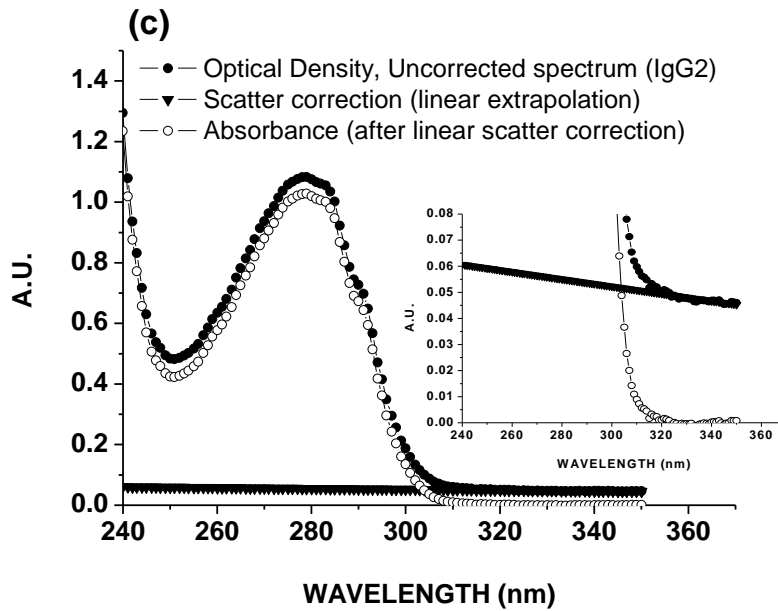 (c)
Optical Density, Uncorrected spectrum (IgG2)
Scatter correction (linear extrapolation)
Absorbance (after linear scatter correction)
A.U.
1.4
1.2
1.0
0.8
0.6
0.4
0.2
0.0
240 260 280 300 320 340 360
WAVELENGTH (nm)
A.U.
0.08
0.07
0.06
0.05
0.04
0.03
0.02
0.01
0.00
240 260 280 300 320 340 360
WAVELENGTH (nm)